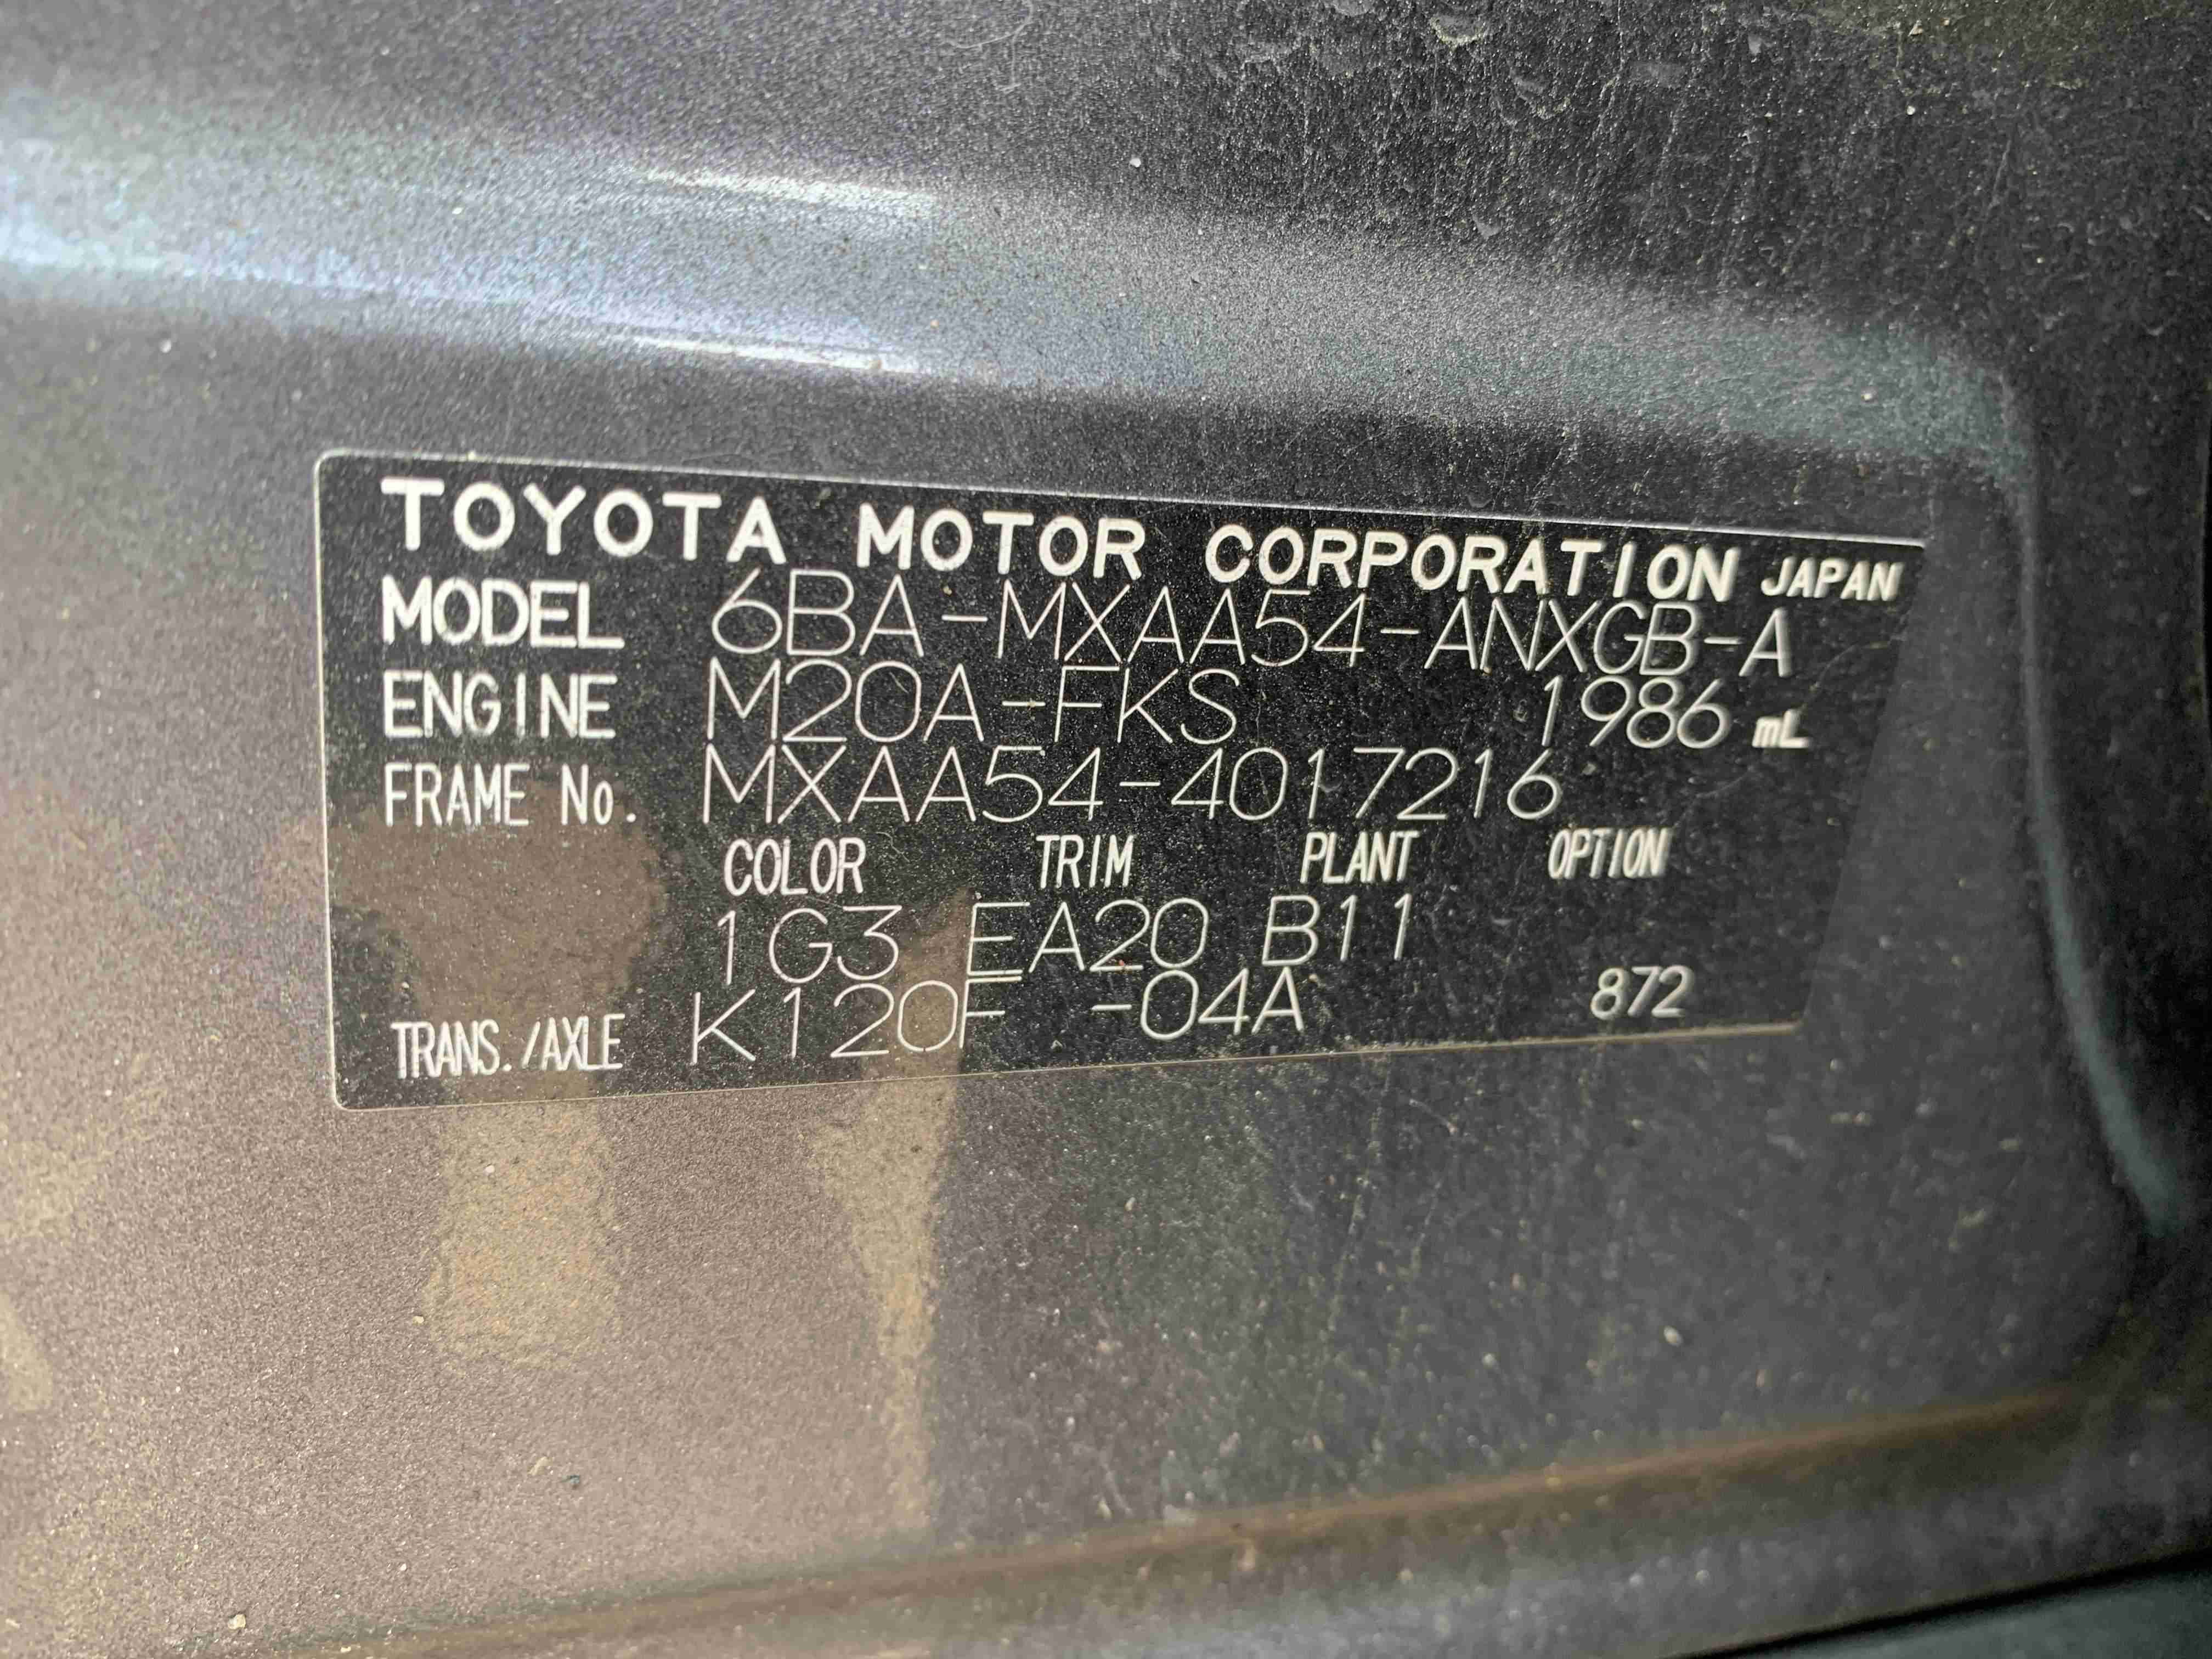 TOYOTA MOTOR CORPORATION JAPAN
MODEL 6BA-MXAA54-ANXGB-A
ENGINE M20A-FKS 1986 mL
FRAME No. MXAA54-4017216
COLOR TRIM PLANT OPTION
1G3 EA20 B11
TRANS./AXLE K120F -04A 872